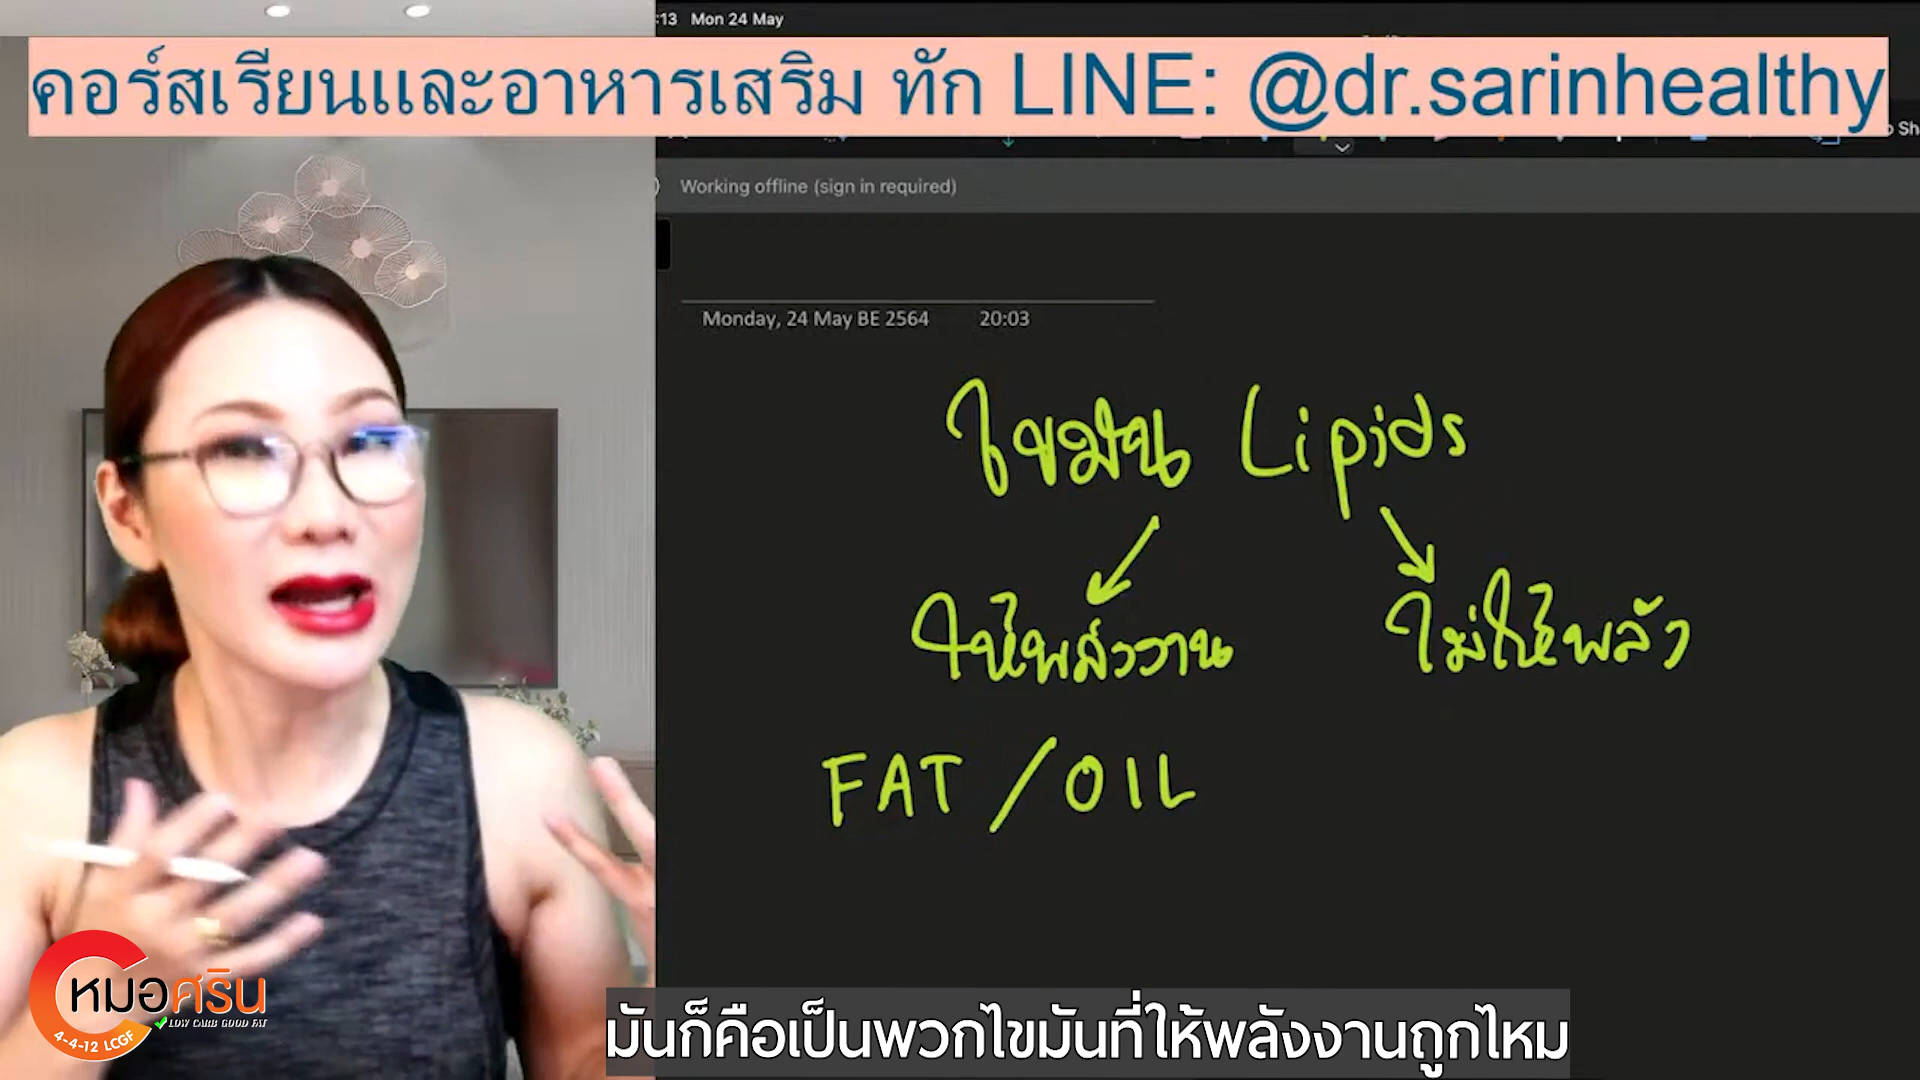 :13 Mon 24 May
คอร์สเรียนและอาหารเสริม ทัก LINE: @dr.sarinhealthy
Working offline (sign in required)
Monday, 24 May BE 2564 20:03
ไขมัน Lipids
ให้พลังงาน ไม่ให้พลัง
FAT / OIL
หมอศริน
LOW CARB GOOD FAT
4-4-12 LCGF
มันก็คือเป็นพวกไขมันที่ให้พลังงานถูกไหม